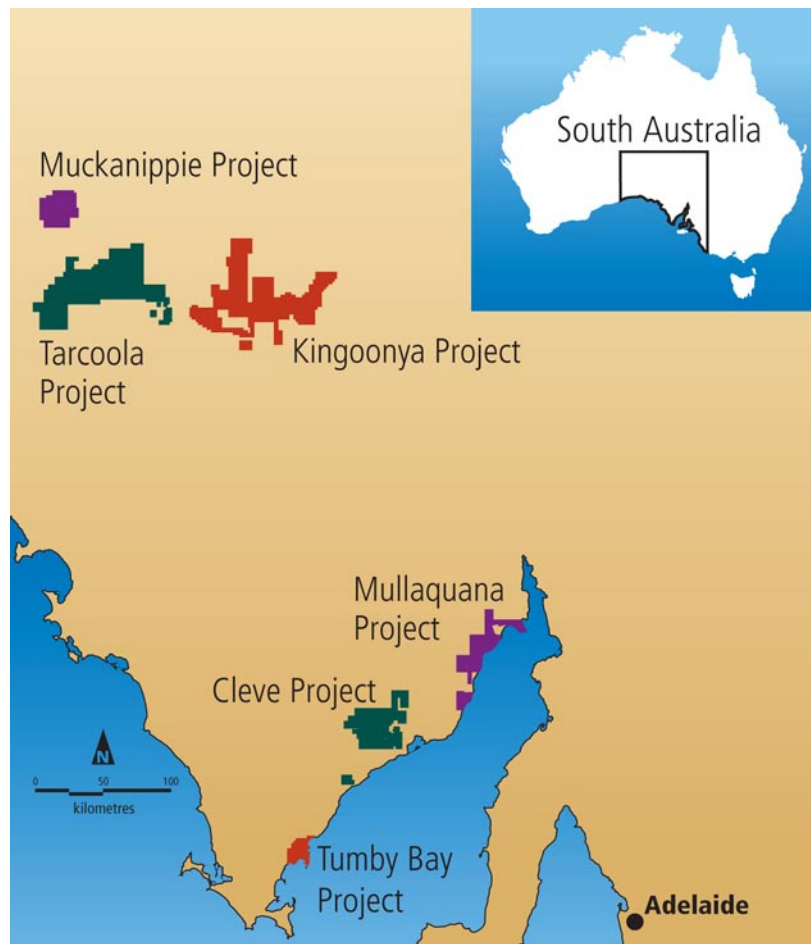 South Australia
Muckanippie Project
Tarcoola
Project
Kingoonya Project
Mullaquana
Project
Cleve Project
N
0 50 100
kilometres
Tumby Bay
Project
Adelaide